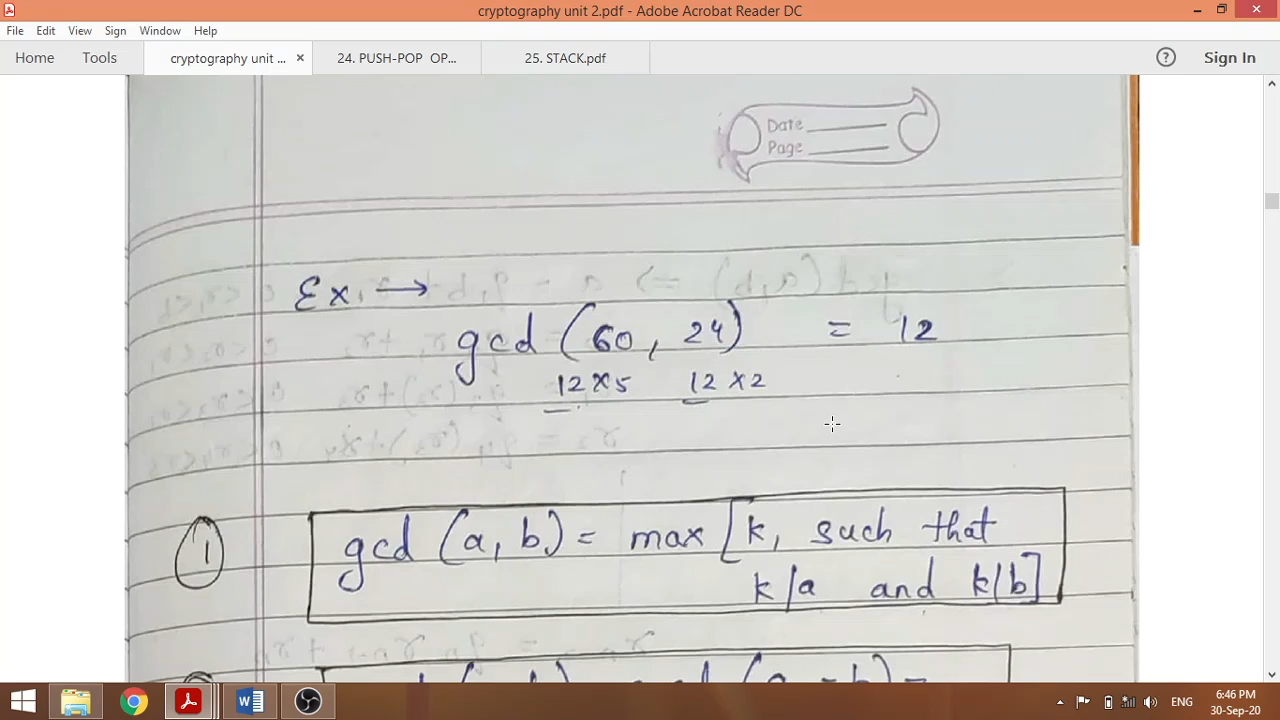 cryptography unit 2.pdf - Adobe Acrobat Reader DC
File Edit View Sign Window Help
Home Tools cryptography unit ... × 24. PUSH-POP OP... 25. STACK.pdf ? Sign In
Date
Page
Ex. →
gcd (60, 24) = 12
12×5 12×2
1 gcd (a, b) = max [k, such that
k/a and k/b]
ENG 6:46 PM
30-Sep-20